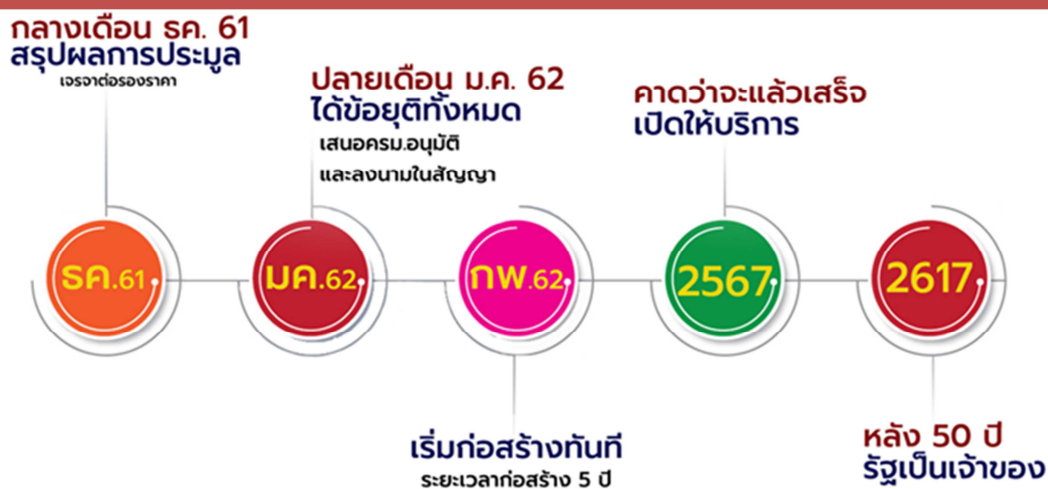 กลางเดือน ธค. 61
สรุปผลการประมูล
เจรจาต่อรองราคา
ปลายเดือน ม.ค. 62
ได้ข้อยุติทั้งหมด
เสนอครม.อนุมัติ
และลงนามในสัญญา
คาดว่าจะแล้วเสร็จ
เปิดให้บริการ
ธค.61
มค.62
กพ.62
2567
2617
เริ่มก่อสร้างทันที
ระยะเวลาก่อสร้าง 5 ปี
หลัง 50 ปี
รัฐเป็นเจ้าของ